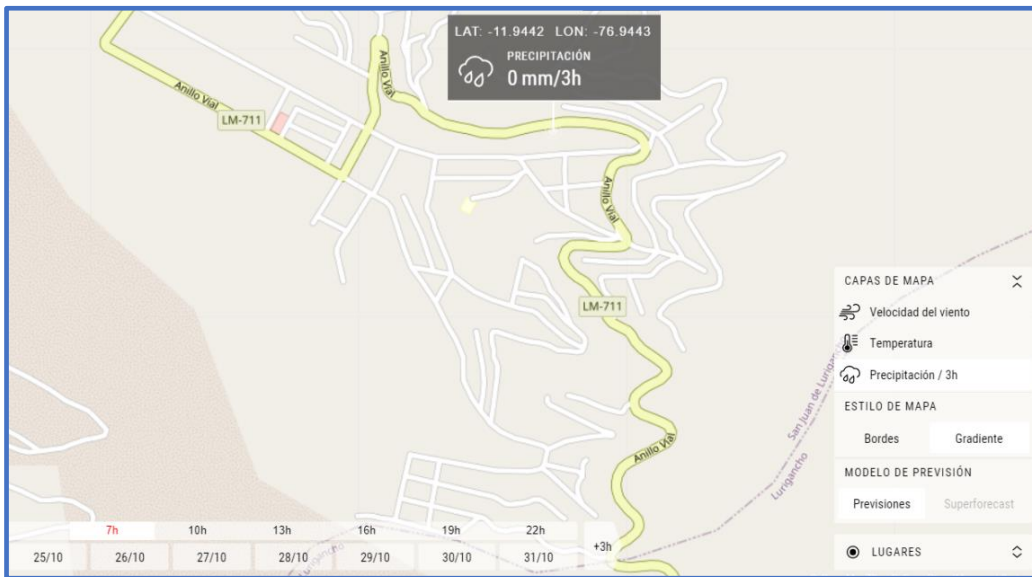 LAT: -11.9442 LON: -76.9443
PRECIPITACIÓN
0 mm/3h
Anillo Vial
Anillo Vial
LM-711
Anillo Vial
LM-711
Anillo Vial
San Juan de Lurigancho
Lurigancho
Lurigancho
CAPAS DE MAPA
Velocidad del viento
Temperatura
Precipitación / 3h
ESTILO DE MAPA
Bordes Gradiente
MODELO DE PREVISIÓN
Previsiones Superforecast
LUGARES
7h 10h 13h 16h 19h 22h
25/10 26/10 27/10 28/10 29/10 30/10 31/10
+3h